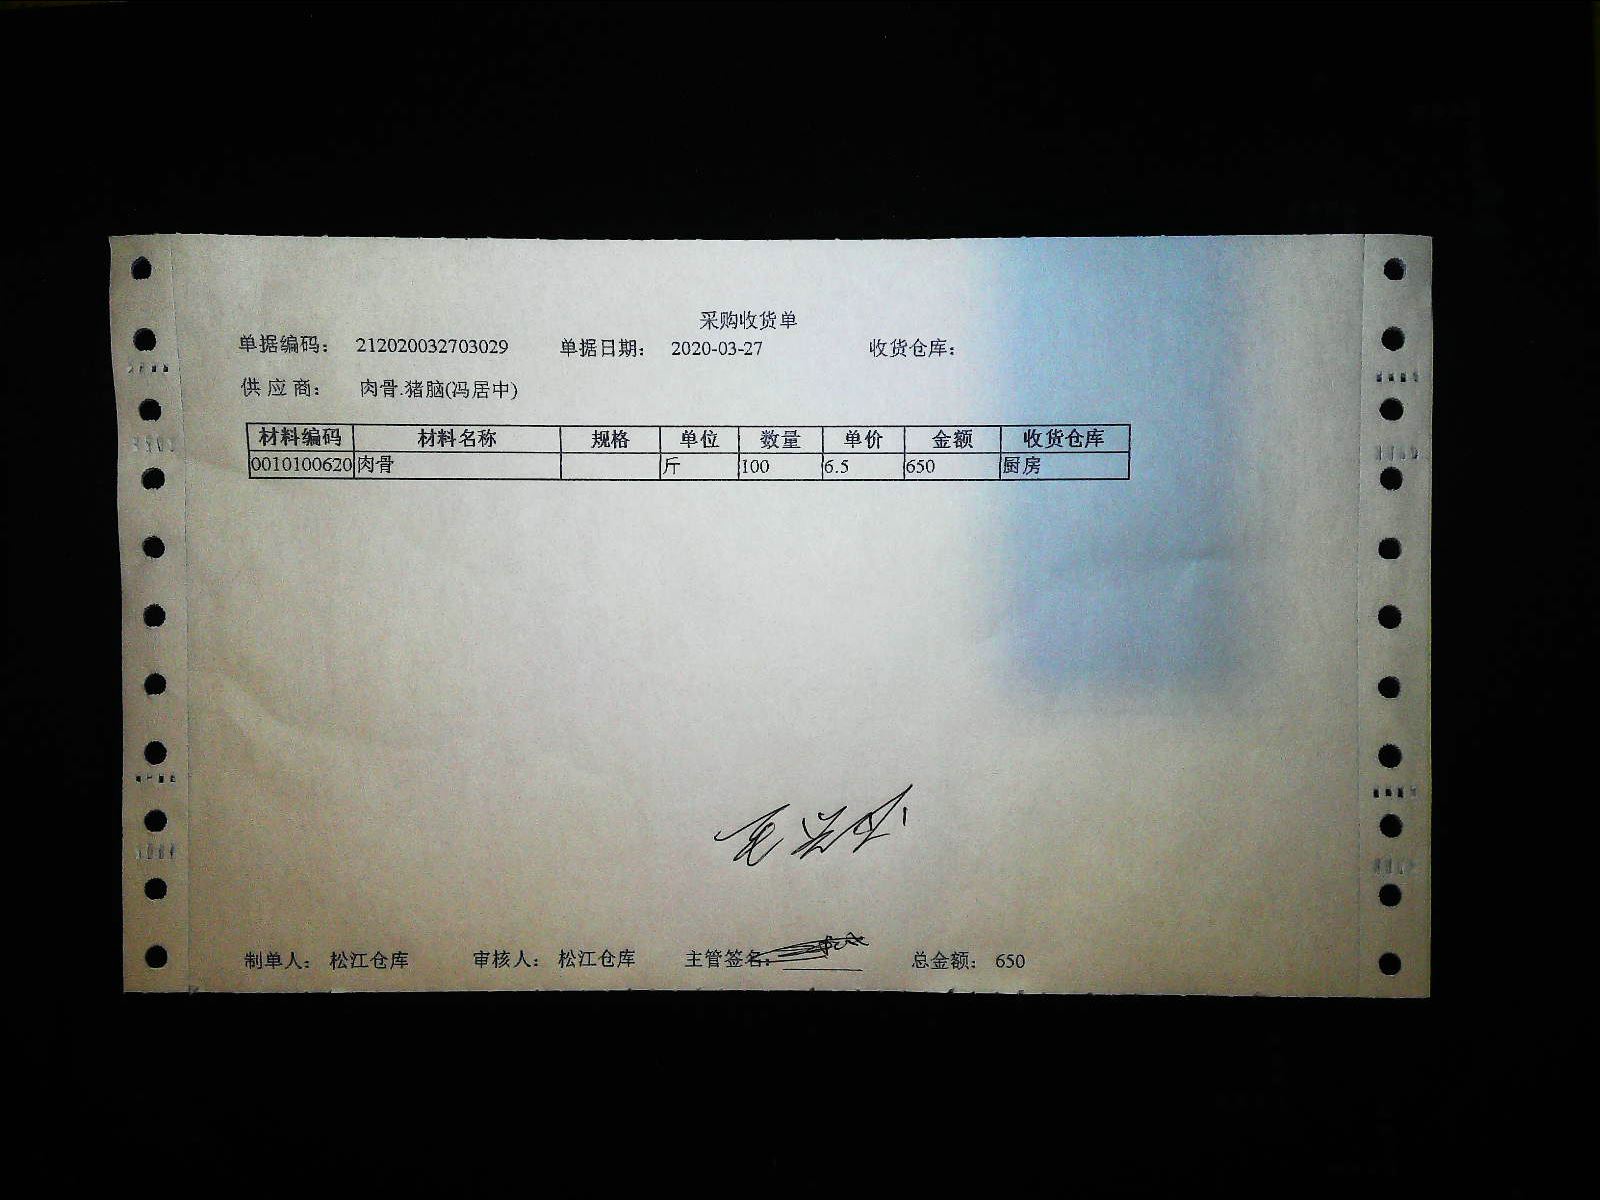 采购收货单
单据编码: 212020032703029 单据日期: 2020-03-27 收货仓库:
供应商: 肉骨.猪脑(冯居中)
材料编码 材料名称 规格 单位 数量 单价 金额 收货仓库
0010100620 肉骨 斤 100 6.5 650 厨房
制单人: 松江仓库 审核人: 松江仓库 主管签名: 总金额: 650